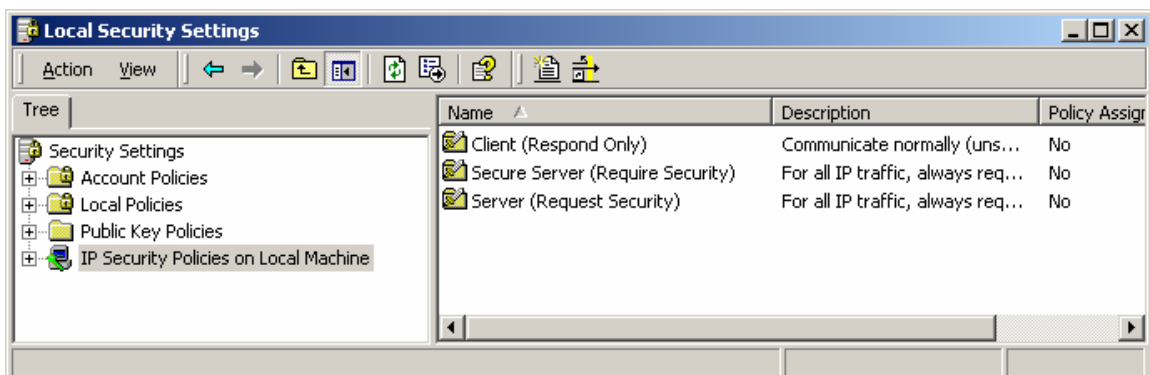 Local Security Settings
Action View
Tree
Security Settings
Account Policies
Local Policies
Public Key Policies
IP Security Policies on Local Machine
Name Description Policy Assigr
Client (Respond Only) Communicate normally (uns... No
Secure Server (Require Security) For all IP traffic, always req... No
Server (Request Security) For all IP traffic, always req... No